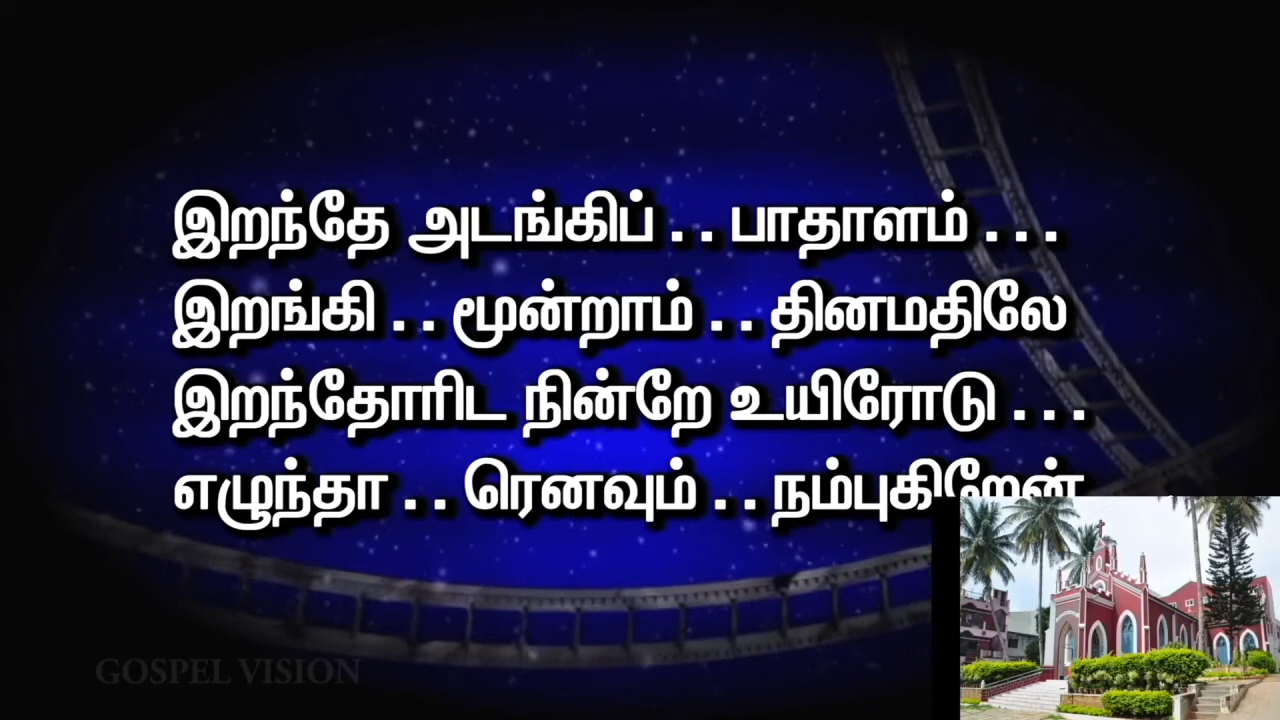 இறந்தே அடங்கிப் . . பாதாளம் . . .
இறங்கி . . மூன்றாம் . . தினமதிலே
இறந்தோரிட நின்றே உயிரோடு . . .
எழுந்தா . . ரெனவும் . . நம்புகிறேன்
GOSPEL VISION